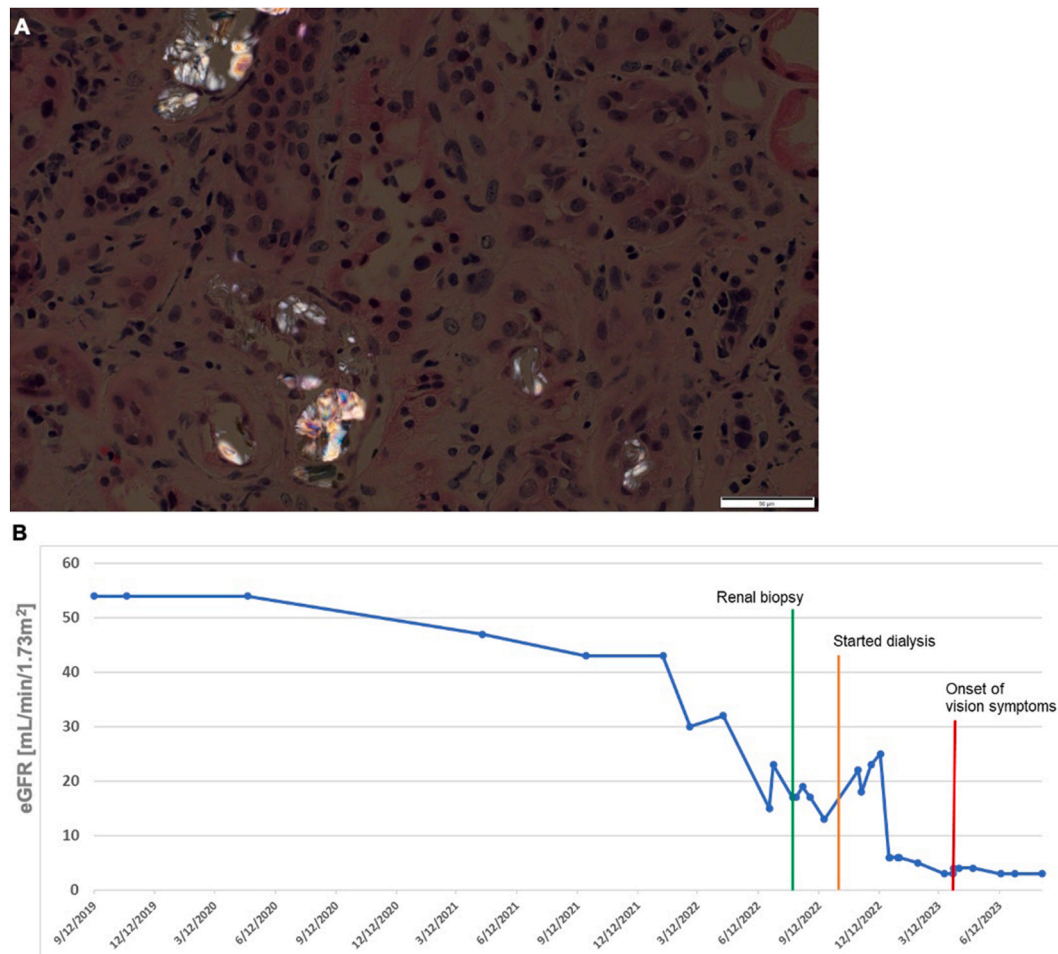 A
50 µm
B
60
50
40
30
20
10
0
eGFR [mL/min/1.73m²]
Renal biopsy
Started dialysis
Onset of
vision symptoms
9/12/2019
12/12/2019
3/12/2020
6/12/2020
9/12/2020
12/12/2020
3/12/2021
6/12/2021
9/12/2021
12/12/2021
3/12/2022
6/12/2022
9/12/2022
12/12/2022
3/12/2023
6/12/2023